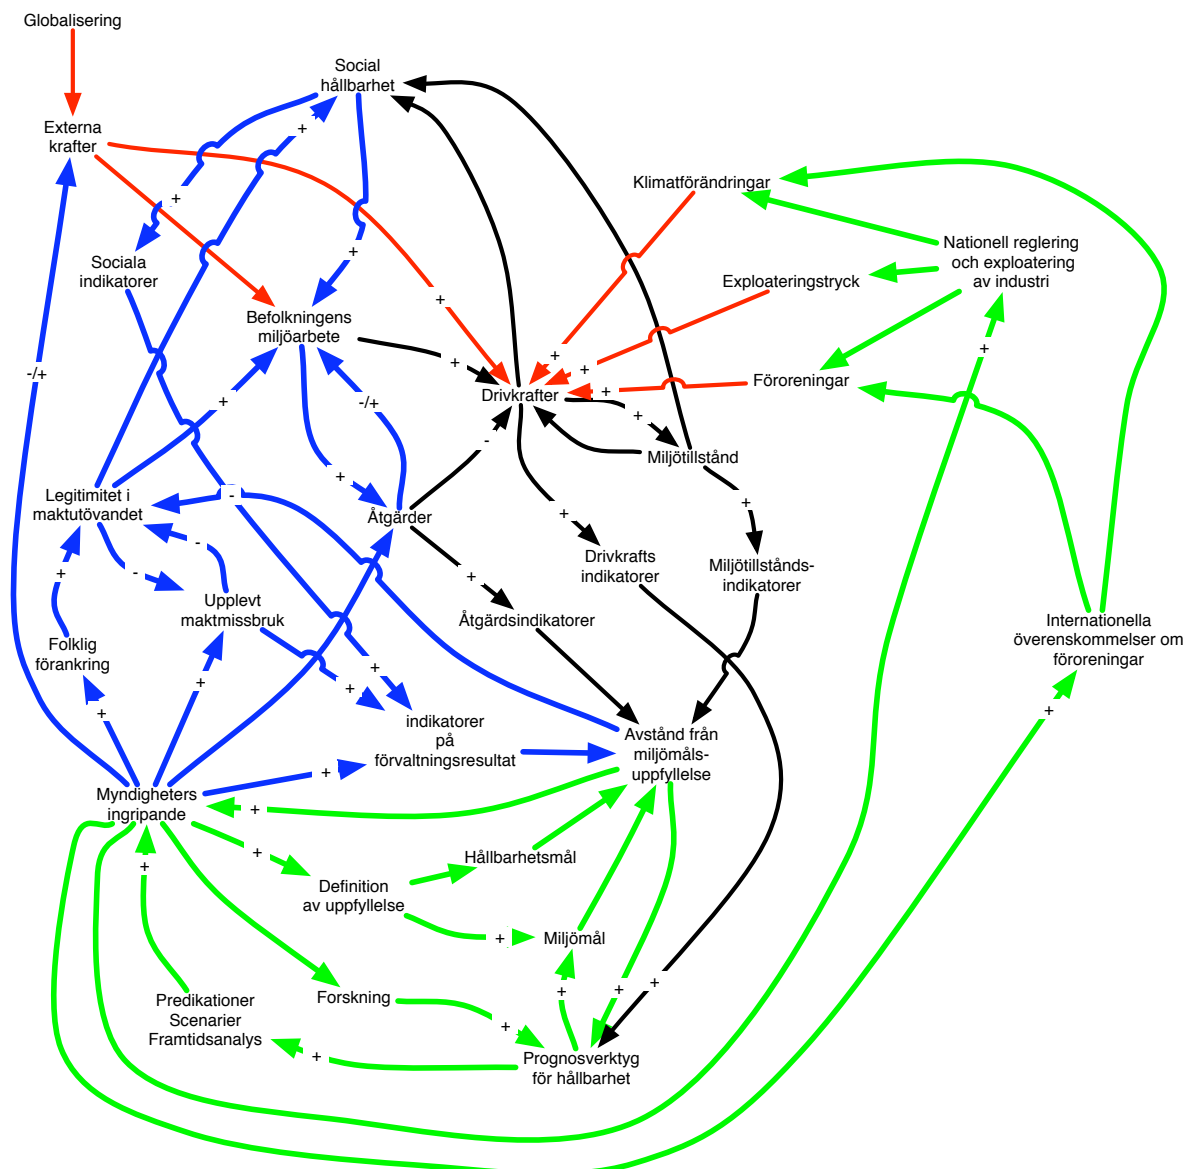 Globalisering
Social
hållbarhet
Externa
krafter
+
Klimatförändringar
+
Nationell reglering
och exploatering
av industri
+
Sociala
indikatorer
Exploateringstryck
+
Befolkningens
miljöarbete
+
+
+
-/+
+
Föroreningar
Drivkrafter
+
+
-/+
+
-
Miljötillstånd
+
Legitimitet i
maktutövandet
-
+
Åtgärder
+
-
Drivkrafts
indikatorer
Miljötillstånds-
indikatorer
+
-
+
Upplevt
maktmissbruk
Åtgärdsindikatorer
Internationella
överenskommelser om
föroreningar
Folklig
förankring
+
+
+
+
+
indikatorer
på
förvaltningsresultat
Avstånd från
miljömåls-
uppfyllelse
+
Myndigheters
ingripande
+
+
+
Hållbarhetsmål
Definition
av uppfyllelse
+
Miljömål
Forskning
+
+
+
Predikationer
Scenarier
Framtidsanalys
+
+
Prognosverktyg
för hållbarhet